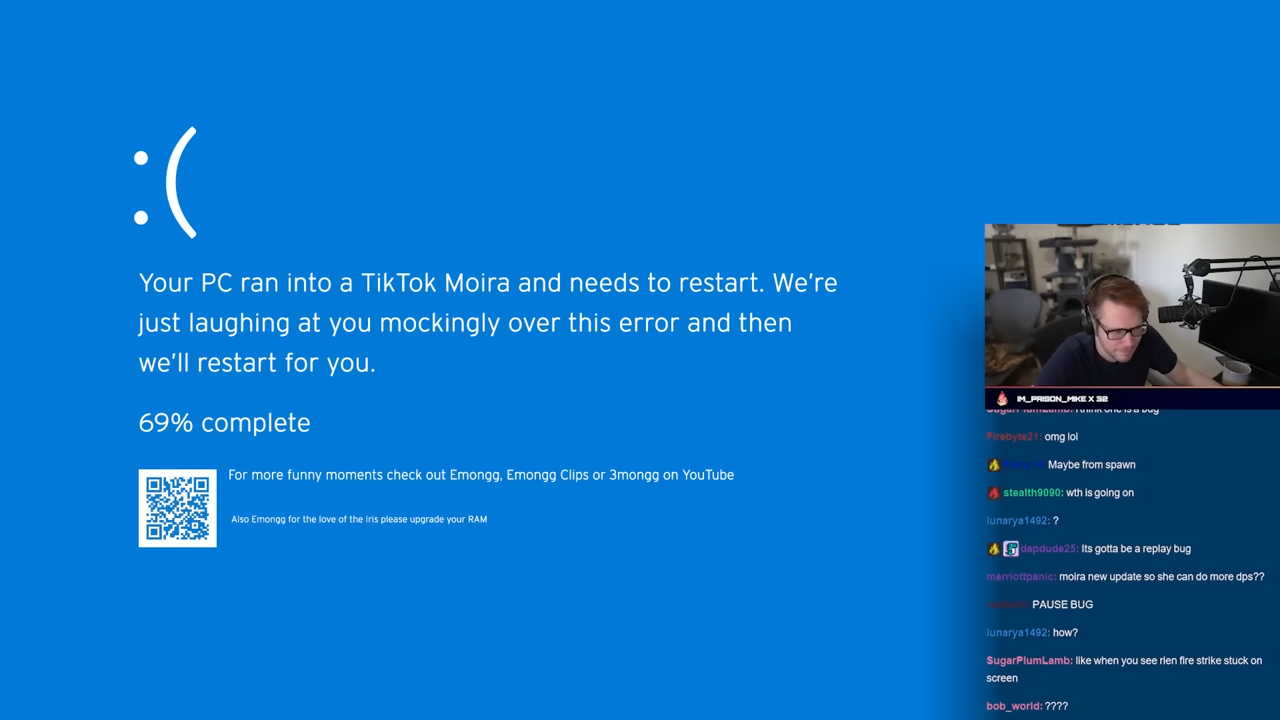 :(
Your PC ran into a TikTok Moira and needs to restart. We're
just laughing at you mockingly over this error and then
we'll restart for you.
69% complete
For more funny moments check out Emongg, Emongg Clips or 3mongg on YouTube
Also Emongg for the love of the Iris please upgrade your RAM
IM_PRISON_MIKE X 32
SugarPlumLamb: I think one is a bug
Firebyte21: omg lol
Maybe from spawn
stealth9090: wth is going on
lunarya1492: ?
dapdude25: Its gotta be a replay bug
marriottpanic: moira new update so she can do more dps??
PAUSE BUG
lunarya1492: how?
SugarPlumLamb: like when you see rien fire strike stuck on
screen
bob_world: ????